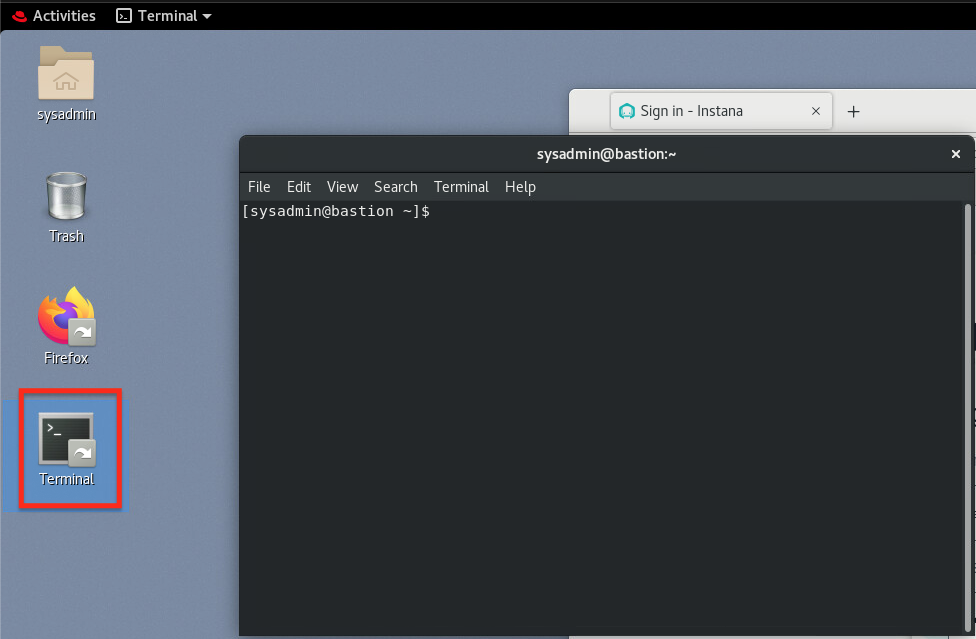 Activities Terminal
sysadmin
Sign in - Instana
sysadmin@bastion:~
File Edit View Search Terminal Help
[sysadmin@bastion ~]$
Trash
Firefox
>_
Terminal